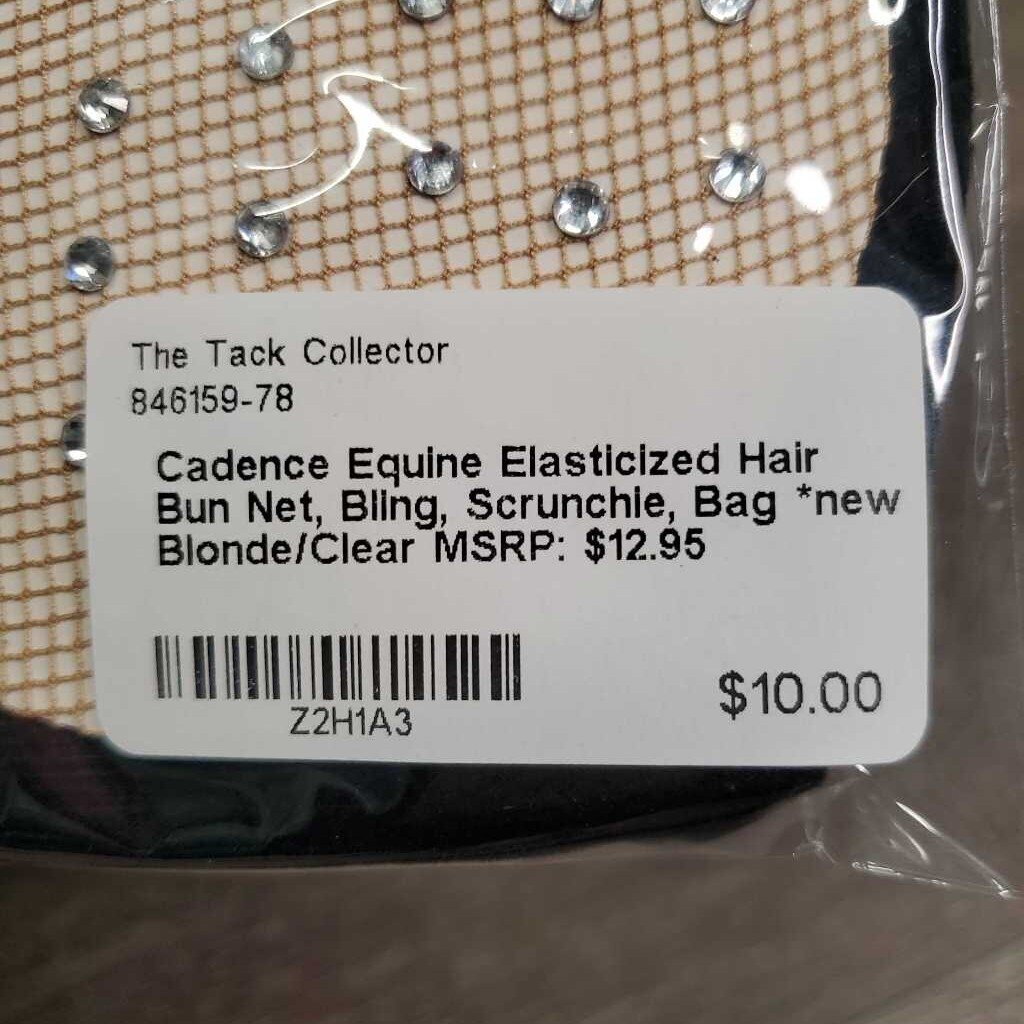 The Tack Collector
846159-78
Cadence Equine Elasticized Hair
Bun Net, Bling, Scrunchie, Bag *new
Blonde/Clear MSRP: $12.95
Z2H1A3
$10.00